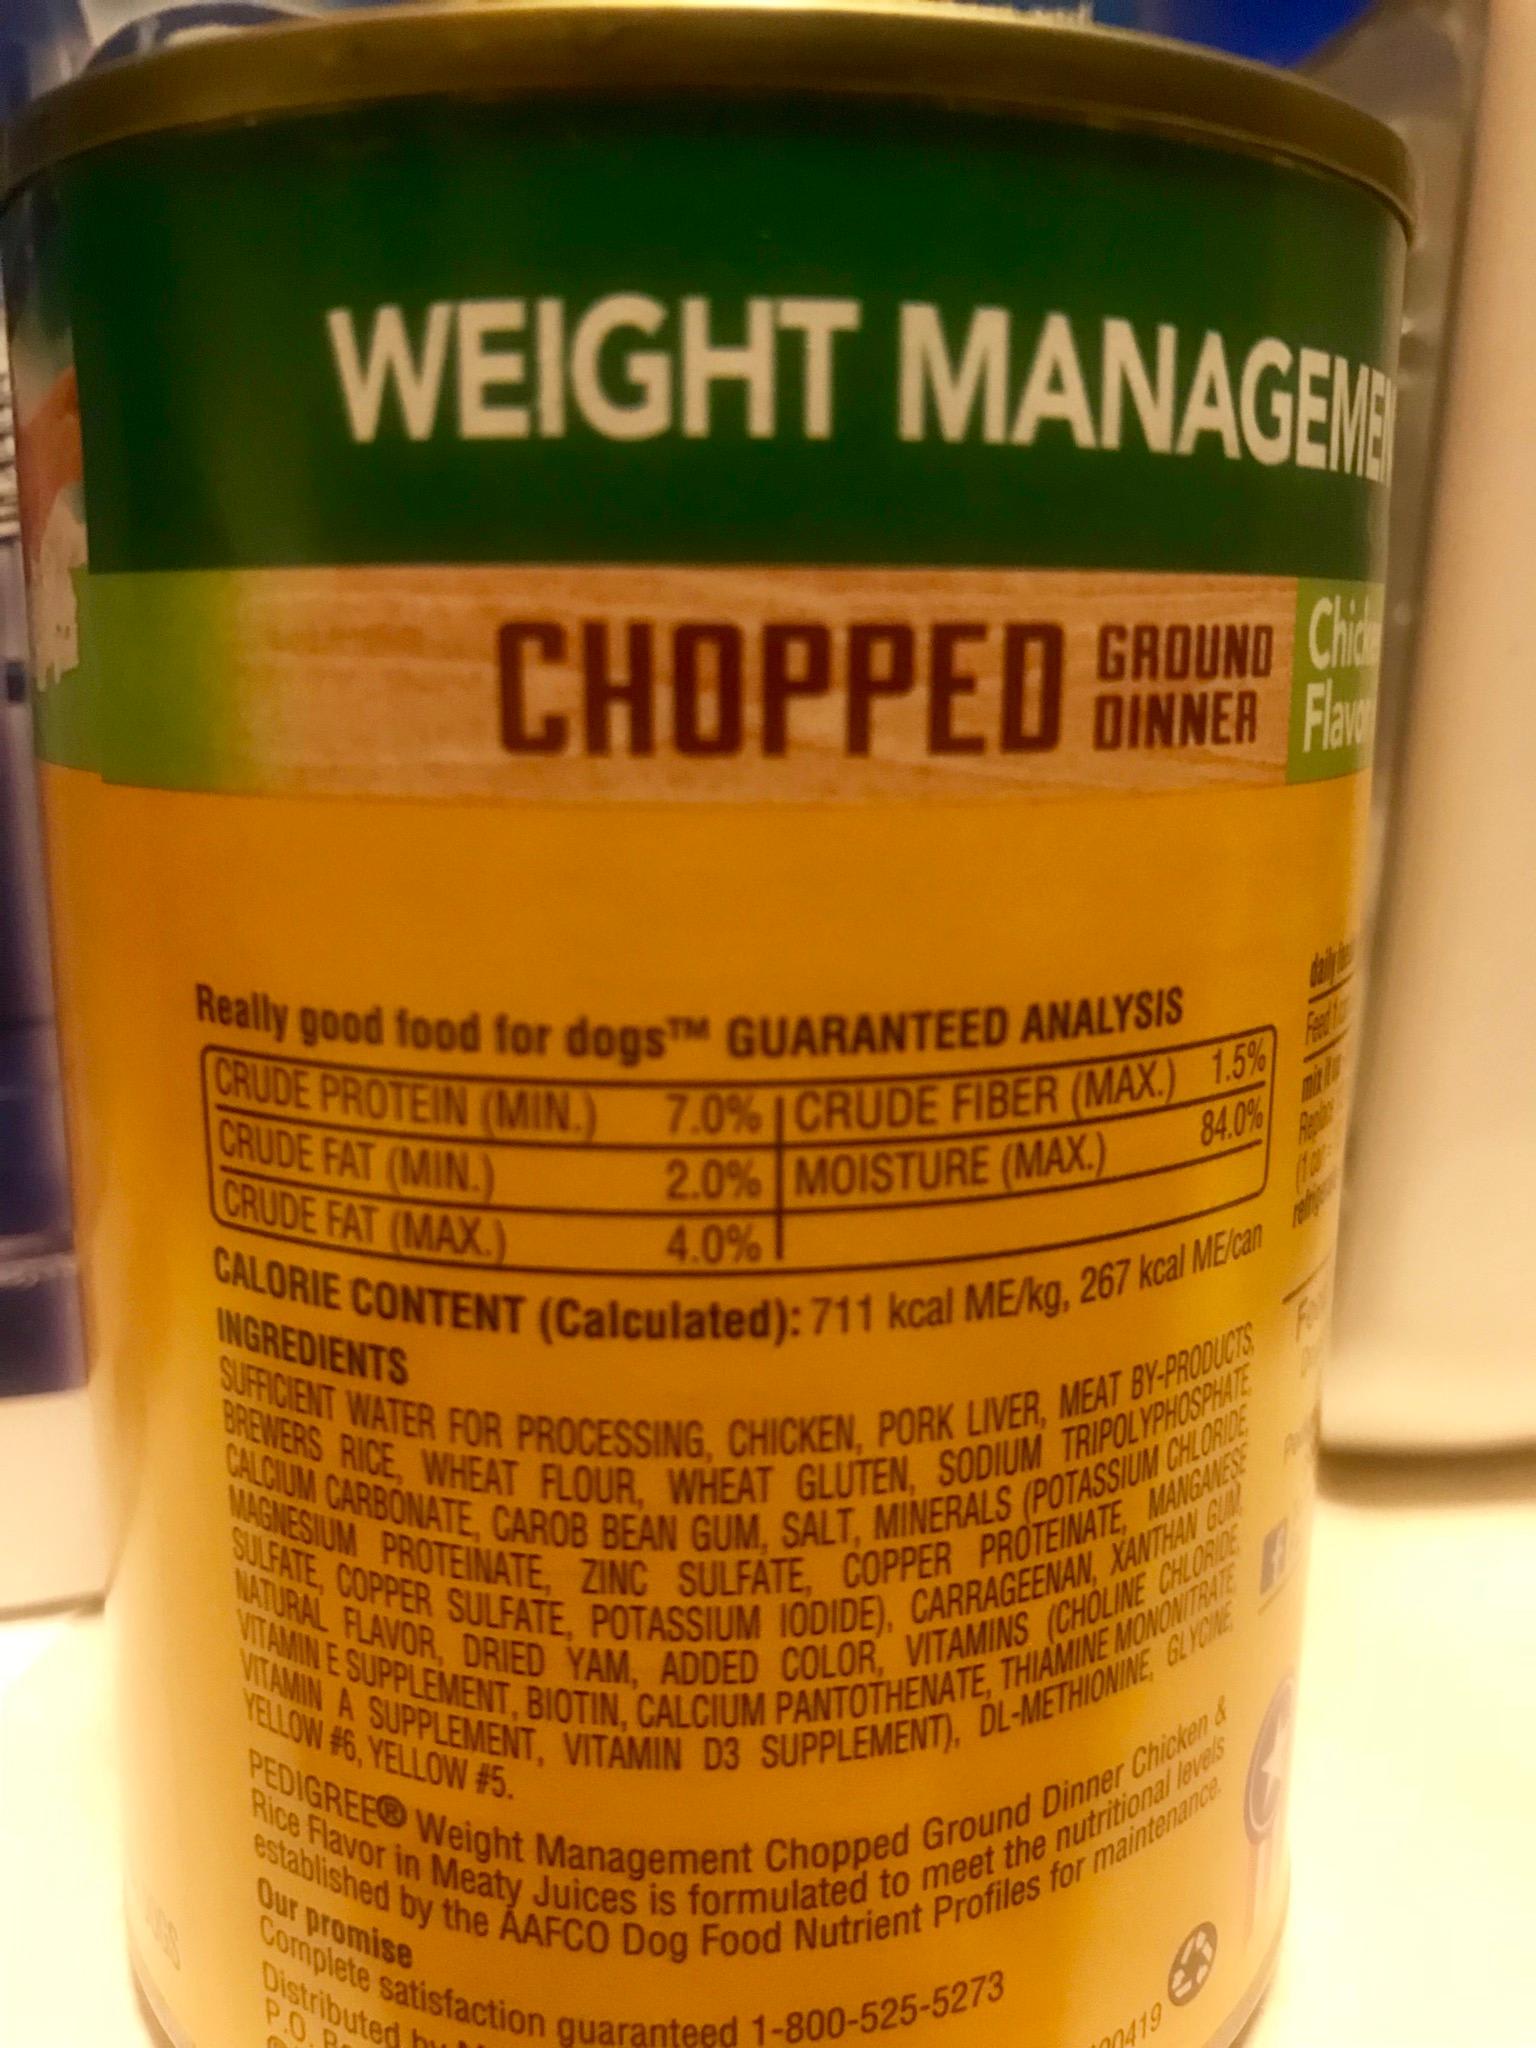 WEIGHT MANAGEMEN
CHOPPED GROUND DINNER
Flavor
Really good food for dogs™ GUARANTEED ANALYSIS
CRUDE PROTEIN (MIN.) 7.0% CRUDE FIBER (MAX.) 1.5%
CRUDE FAT (MIN.) 2.0% MOISTURE (MAX.) 84.0%
CRUDE FAT (MAX.) 4.0%
CALORIE CONTENT (Calculated): 711 kcal ME/kg, 267 kcal ME/can
INGREDIENTS
SUFFICIENT WATER FOR PROCESSING, CHICKEN, PORK LIVER, MEAT BY-PRODUCTS,
BREWERS RICE, WHEAT FLOUR, WHEAT GLUTEN, SODIUM TRIPOLYPHOSPHATE,
CALCIUM CARBONATE, CAROB BEAN GUM, SALT, MINERALS (POTASSIUM CHLORIDE,
MAGNESIUM PROTEINATE, ZINC SULFATE, COPPER PROTEINATE, MANGANESE
SULFATE, COPPER SULFATE, POTASSIUM IODIDE), CARRAGEENAN, XANTHAN GUM,
NATURAL FLAVOR, DRIED YAM, ADDED COLOR, VITAMINS (CHOLINE CHLORIDE,
VITAMIN E SUPPLEMENT, BIOTIN, CALCIUM PANTOTHENATE, THIAMINE MONONITRATE,
VITAMIN A SUPPLEMENT, VITAMIN D3 SUPPLEMENT), DL-METHIONINE, GLYCINE,
YELLOW #6, YELLOW #5.
PEDIGREE® Weight Management Chopped Ground Dinner Chicken &
Rice Flavor in Meaty Juices is formulated to meet the nutritional levels
established by the AAFCO Dog Food Nutrient Profiles for maintenance.
Our promise
Complete satisfaction guaranteed 1-800-525-5273
Distributed by
P.O.
daily
Feed 1
mix it